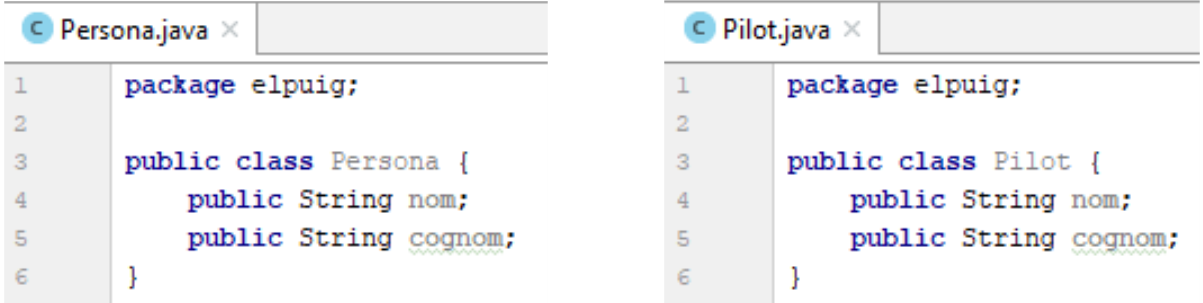 C Persona.java ×
1 package elpuig;
2
3 public class Persona {
4     public String nom;
5     public String cognom;
6 }
C Pilot.java ×
1 package elpuig;
2
3 public class Pilot {
4     public String nom;
5     public String cognom;
6 }